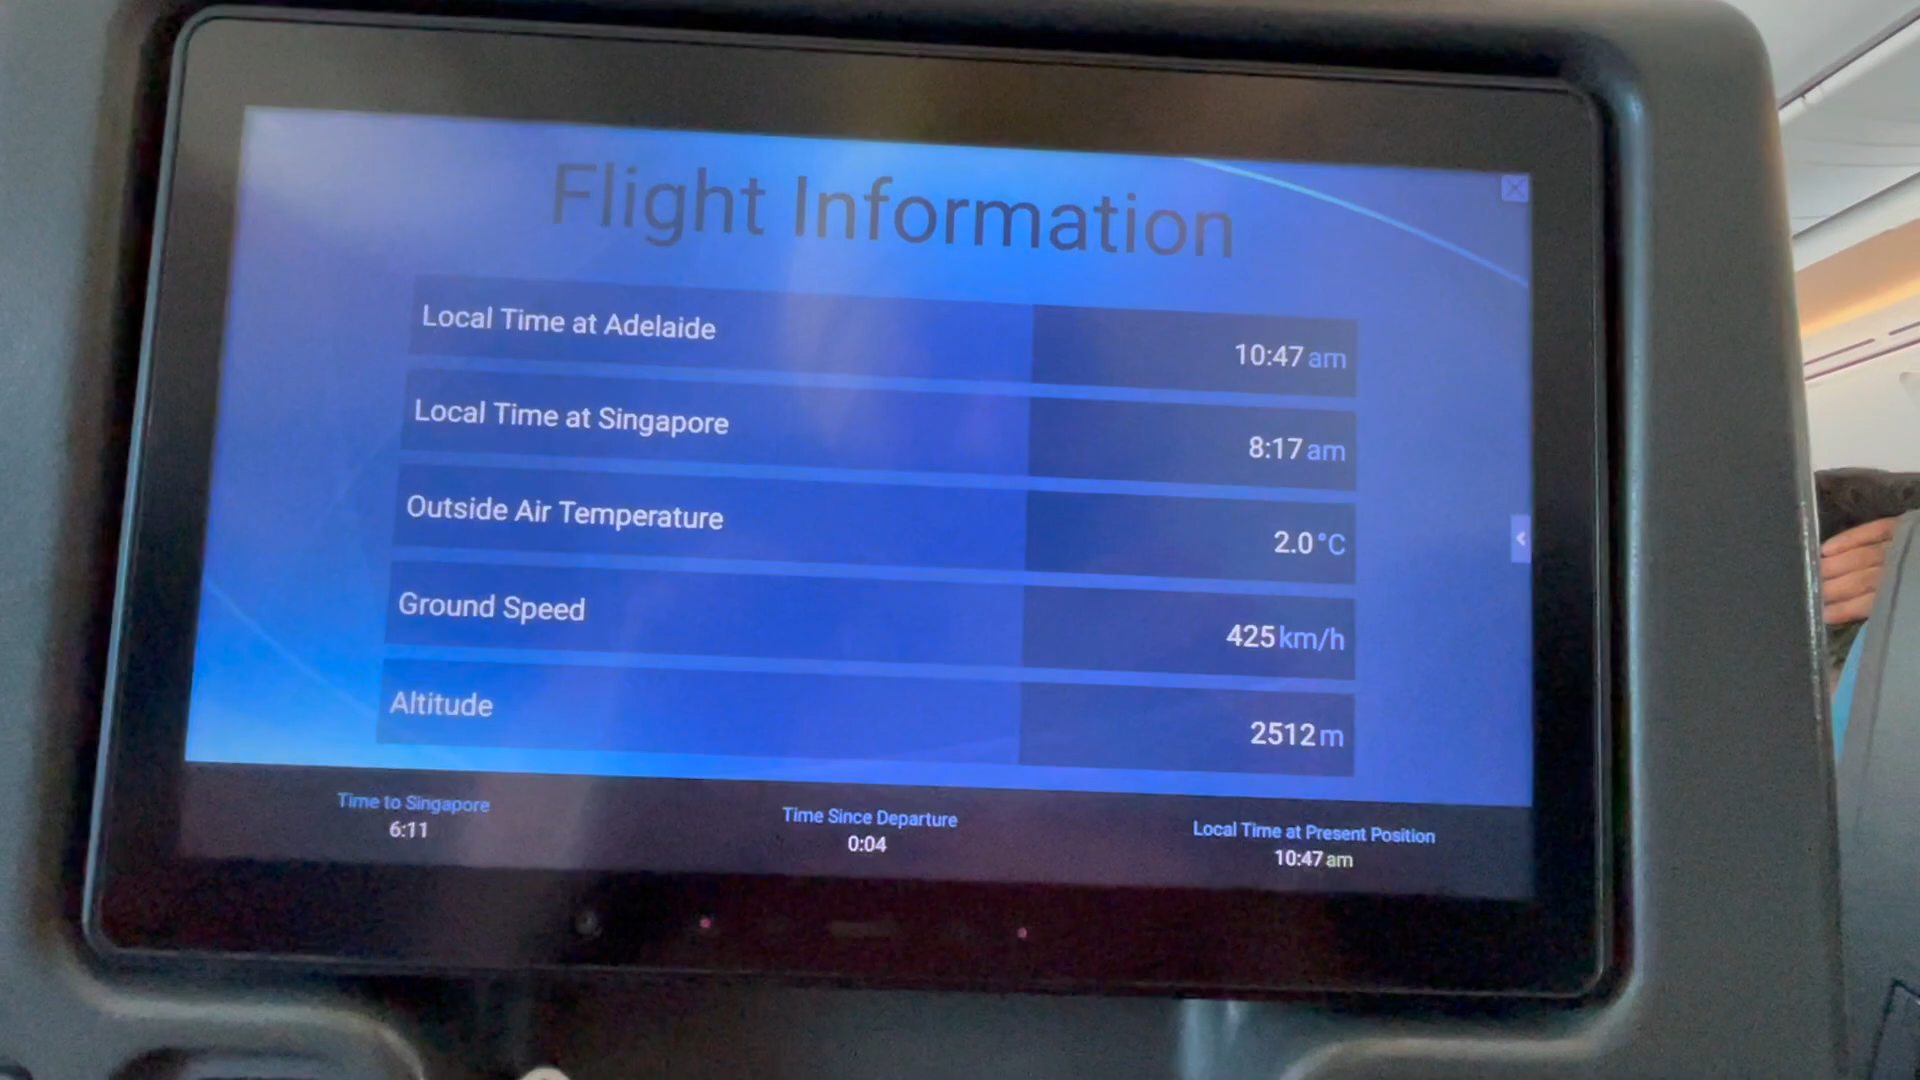 Flight Information
Local Time at Adelaide 10:47 am
Local Time at Singapore 8:17 am
Outside Air Temperature 2.0 °C
Ground Speed 425 km/h
Altitude 2512 m
Time to Singapore
6:11
Time Since Departure
0:04
Local Time at Present Position
10:47 am